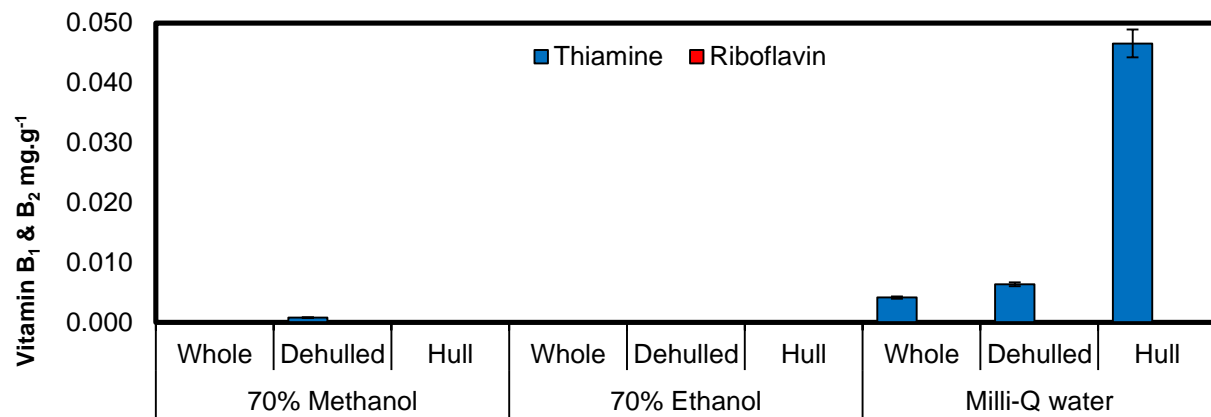 Vitamin B₁ & B₂ mg.g⁻¹
0.050
0.040
0.030
0.020
0.010
0.000
Thiamine Riboflavin
Whole Dehulled Hull Whole Dehulled Hull Whole Dehulled Hull
70% Methanol 70% Ethanol Milli-Q water